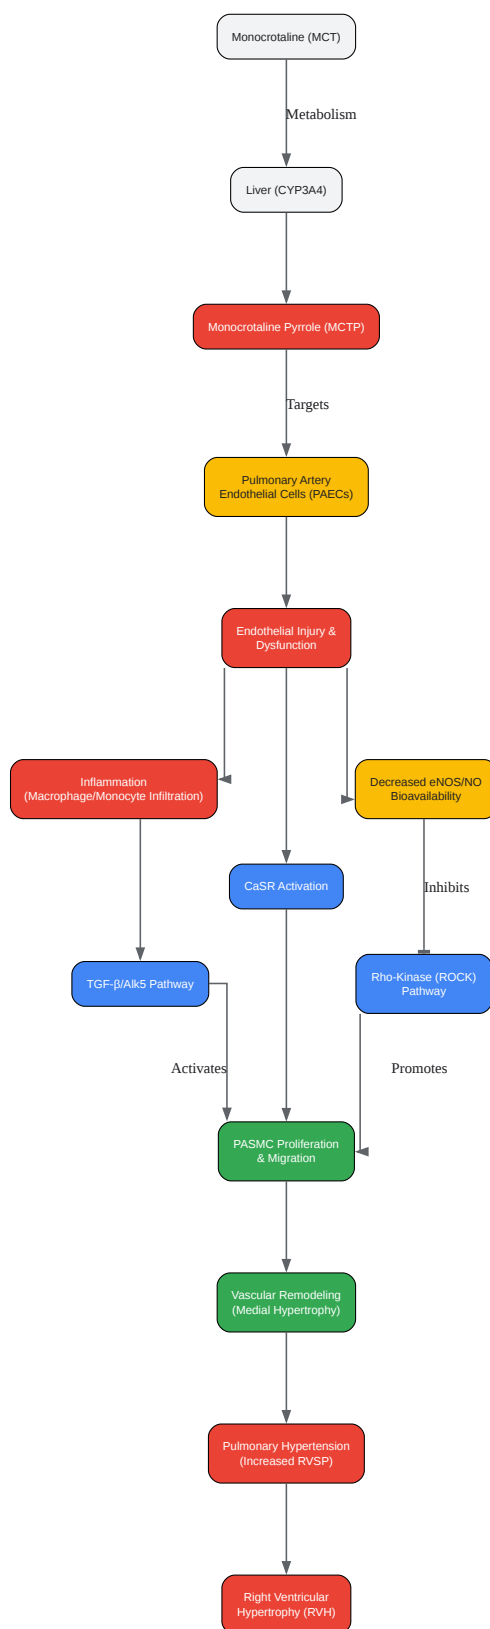 Monocrotaline (MCT)
Metabolism
Liver (CYP3A4)
Monocrotaline Pyrrole (MCTP)
Targets
Pulmonary Artery
Endothelial Cells (PAECs)
Endothelial Injury &
Dysfunction
Inflammation
(Macrophage/Monocyte Infiltration)
Decreased eNOS/NO
Bioavailability
CaSR Activation
Inhibits
TGF-β/Alk5 Pathway
Rho-Kinase (ROCK)
Pathway
Activates
Promotes
PASMC Proliferation
& Migration
Vascular Remodeling
(Medial Hypertrophy)
Pulmonary Hypertension
(Increased RVSP)
Right Ventricular
Hypertrophy (RVH)